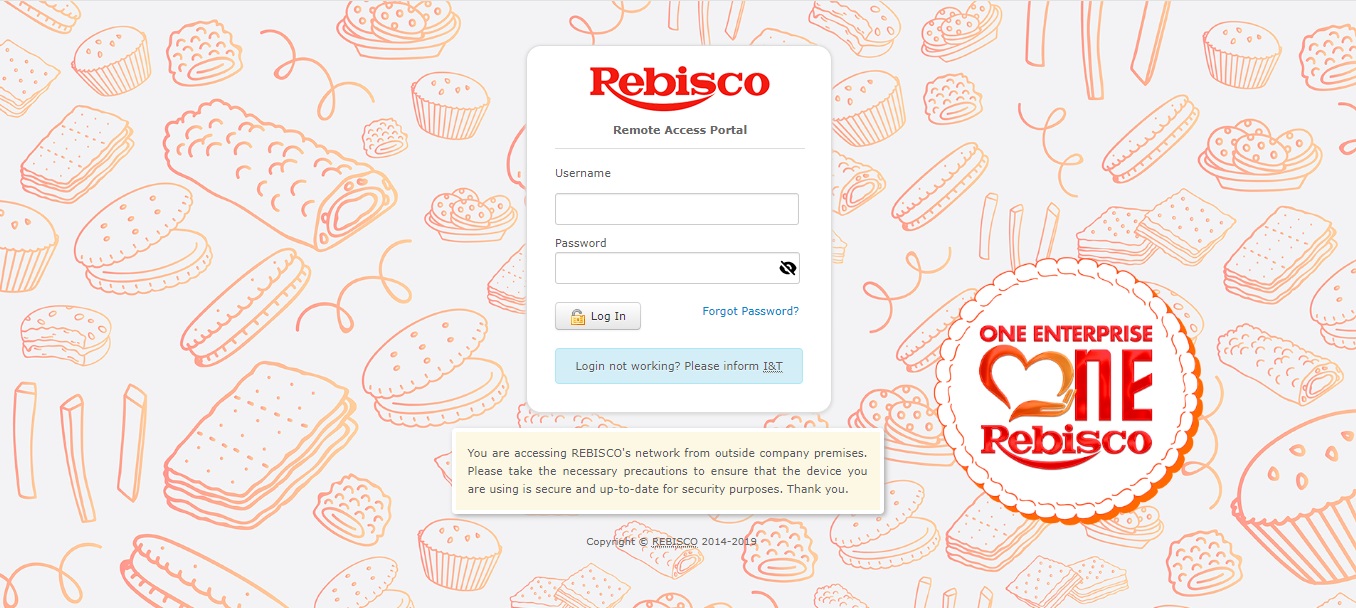 Rebisco
Remote Access Portal
Username
Password
Log In
Forgot Password?
Login not working? Please inform I&T
You are accessing REBISCO's network from outside company premises.
Please take the necessary precautions to ensure that the device you
are using is secure and up-to-date for security purposes. Thank you.
Copyright © REBISCO 2014-2019
ONE ENTERPRISE
ONE
Rebisco